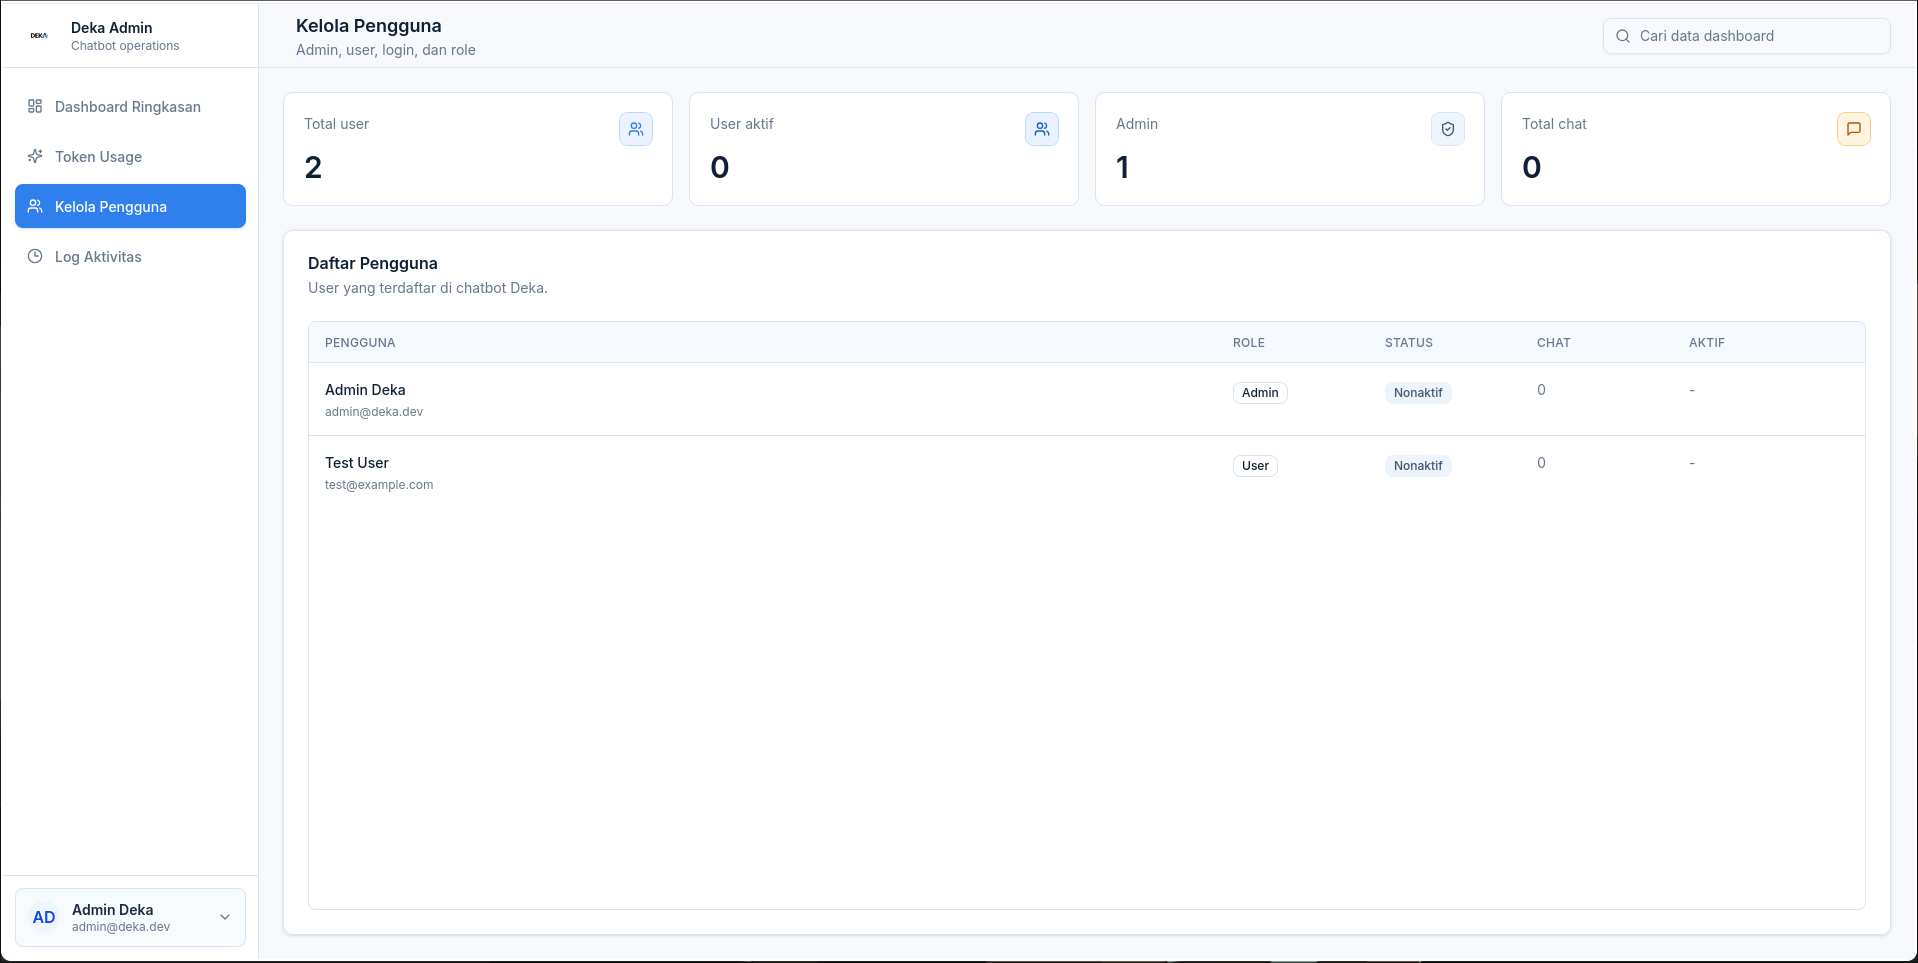 DEKA
Deka Admin
Chatbot operations
Dashboard Ringkasan
Token Usage
Kelola Pengguna
Log Aktivitas
Admin Deka
admin@deka.dev
AD
Kelola Pengguna
Admin, user, login, dan role
Cari data dashboard
Total user
2
User aktif
0
Admin
1
Total chat
0
Daftar Pengguna
User yang terdaftar di chatbot Deka.
PENGGUNA ROLE STATUS CHAT AKTIF
Admin Deka Admin Nonaktif 0 -
admin@deka.dev
Test User User Nonaktif 0 -
test@example.com